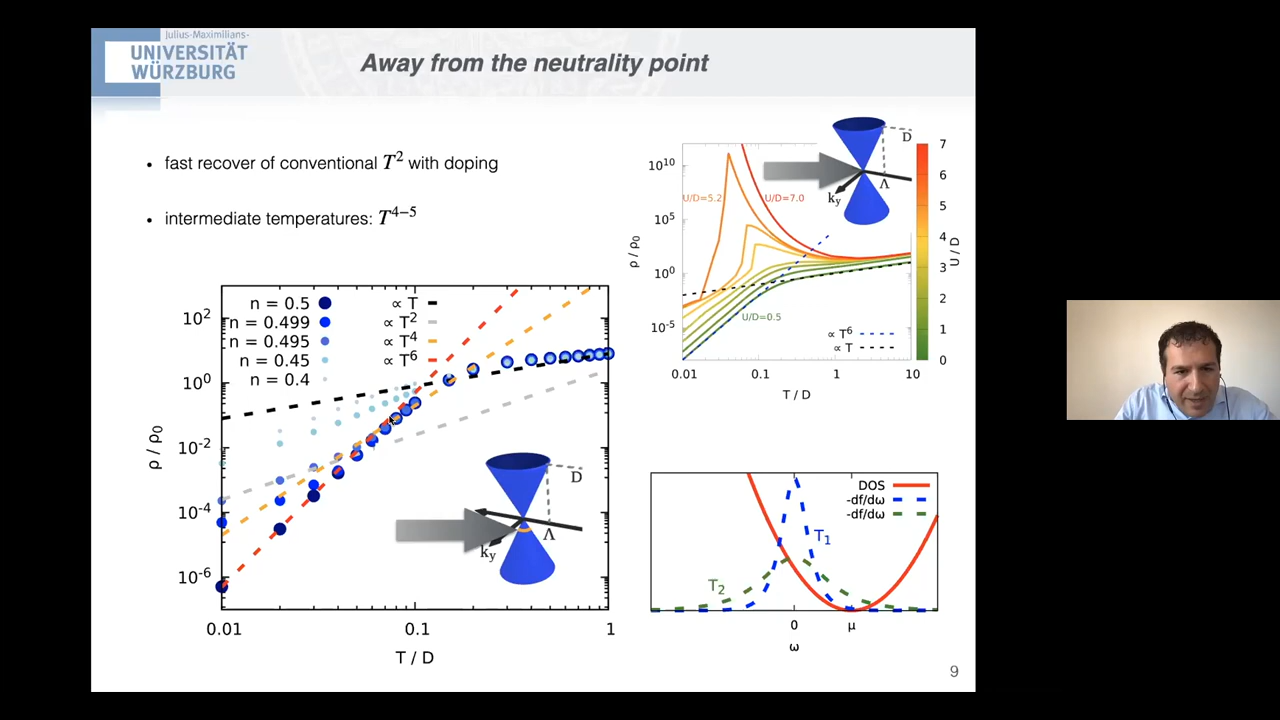 Julius-Maximilians-
UNIVERSITÄT
WÜRZBURG
Away from the neutrality point
• fast recover of conventional T² with doping
• intermediate temperatures: T⁴⁻⁵
n = 0.5
n = 0.499
n = 0.495
n = 0.45
n = 0.4
∝ T
∝ T²
∝ T⁴
∝ T⁶
10²
10⁰
10⁻²
10⁻⁴
10⁻⁶
ρ / ρ₀
0.01 0.1 1
T / D
D
Λ
k_y
10¹⁰
10⁵
10⁰
10⁻⁵
ρ / ρ₀
U/D=5.2
U/D=7.0
U/D=0.5
∝ T⁶
∝ T
0.01 0.1 1 10
T / D
D
Λ
k_y
7
6
5
4
3
2
1
0
U / D
DOS
-df/dω
-df/dω
T₁
T₂
0 μ
ω
9